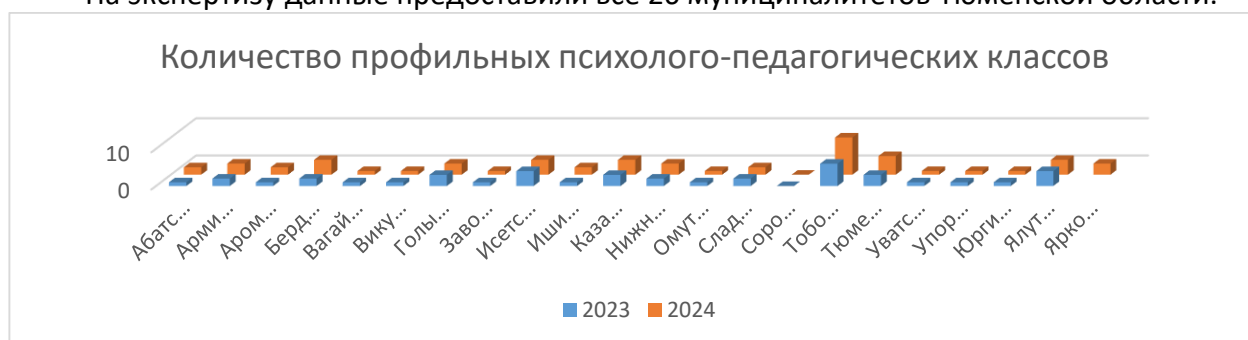 На экспертизу данные предоставили все 26 муниципалитетов Тюменской области.
Количество профильных психолого-педагогических классов
10
0
Абатс...
Арми...
Аром...
Берд...
Вагай...
Вику...
Голы...
Заво...
Исетс...
Иши...
Каза...
Нижн...
Омут...
Слад...
Соро...
Тобо...
Тюме...
Уватс...
Упор...
Юрги...
Ялут...
Ярко...
2023 2024